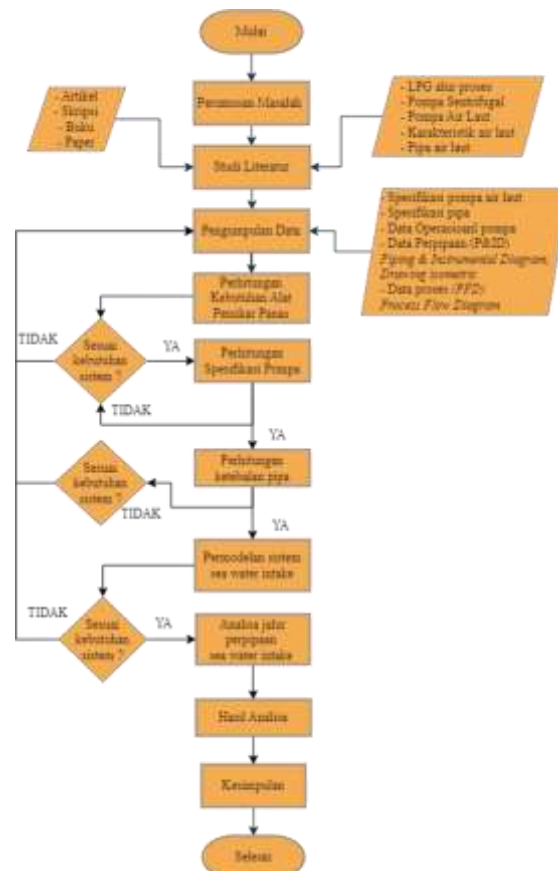 Mulai
Perumusan Masalah
- Artikel
- Skripsi
- Buku
- Paper
- LPG alur proses
- Pompa Sentrifugal
- Pompa Air Laut
- Karakteristik air laut
- Pipa air laut
Studi Literatur
Pengumpulan Data
- Spesifikasi pompa air laut
- Spesifikasi pipa
- Data Operasioanl pompa
- Data Perpipaan (P&ID)
Piping & Instrumental Diagram,
Drawing isometric
- Data proses (PFD)
Process Flow Diagram
Perhitungan
Kebutuhan Alat
Penukar Panas
TIDAK
Sesuai
kebutuhan
sistem ?
YA
Perhitungan
Spesifikasi Pompa
TIDAK
YA
Perhitungan
ketebalan pipa
Sesuai
kebutuhan
sistem ?
TIDAK
YA
Permodelan sistem
sea water intake
TIDAK
Sesuai
kebutuhan
sistem ?
YA
Analisa jalur
perpipaan
sea water intake
Hasil Analisa
Kesimpulan
Selesai